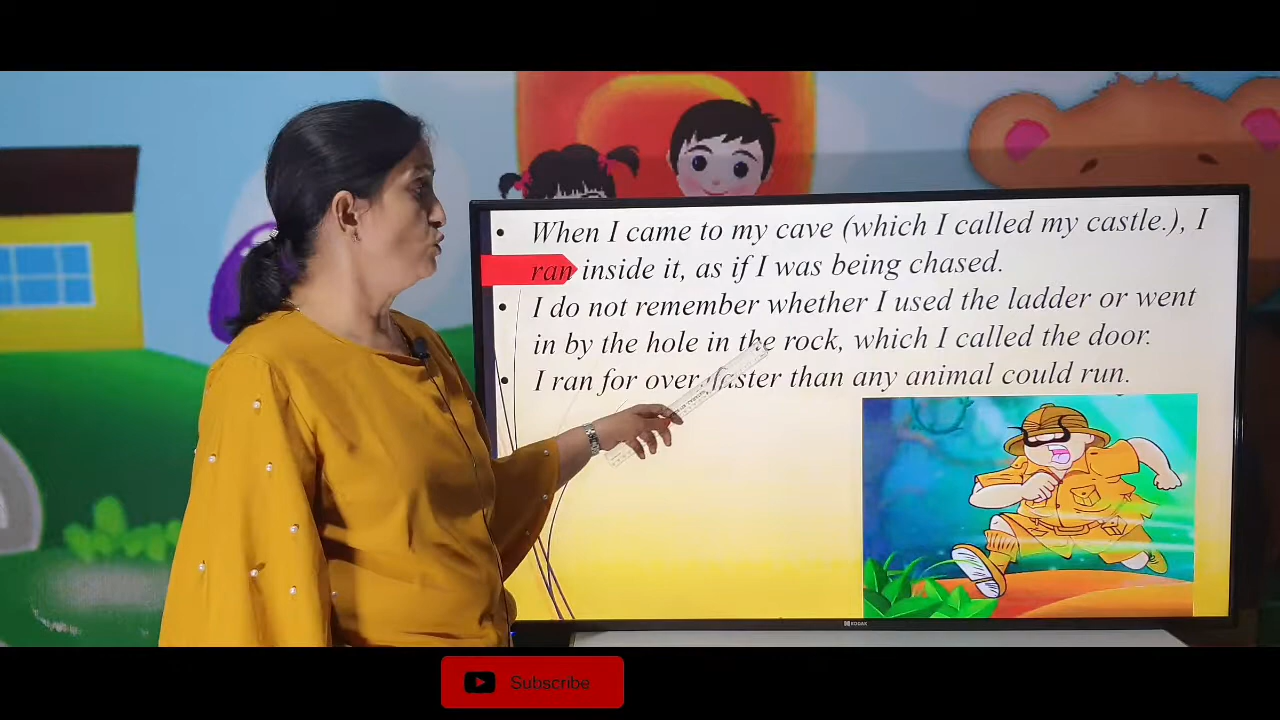 • When I came to my cave (which I called my castle.), I
ran inside it, as if I was being chased.
• I do not remember whether I used the ladder or went
in by the hole in the rock, which I called the door.
• I ran for over, faster than any animal could run.
KODAK
Subscribe